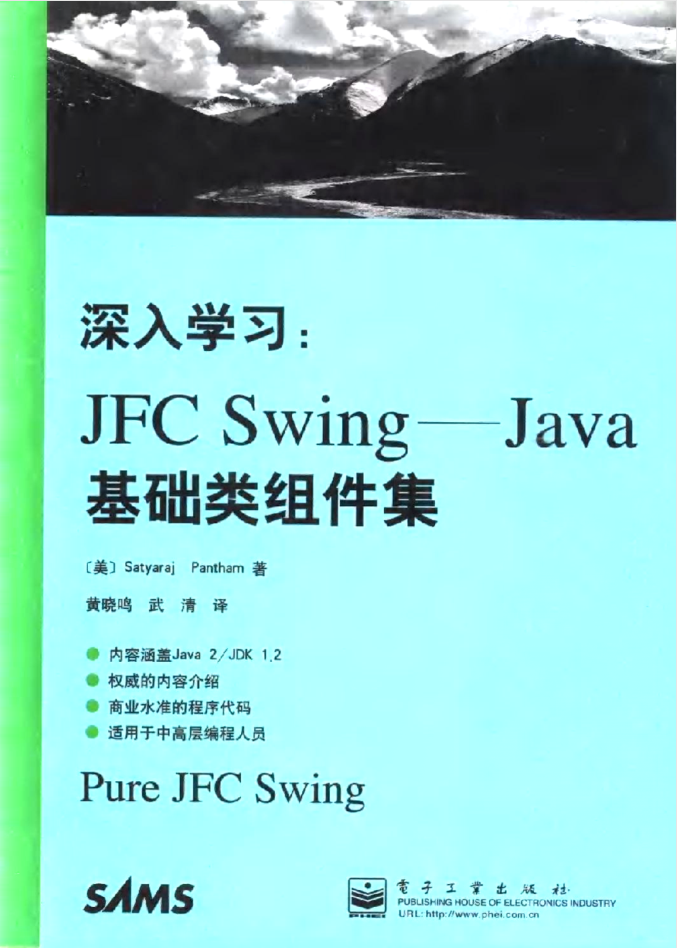 深入学习：
JFC Swing—Java
基础类组件集
〔美〕Satyaraj Pantham 著
黄晓鸣 武 清 译
内容涵盖Java 2/JDK 1.2
权威的内容介绍
商业水准的程序代码
适用于中高层编程人员
Pure JFC Swing
SAMS
電子工業出版社
PUBLISHING HOUSE OF ELECTRONICS INDUSTRY
URL:http://www.phei.com.cn